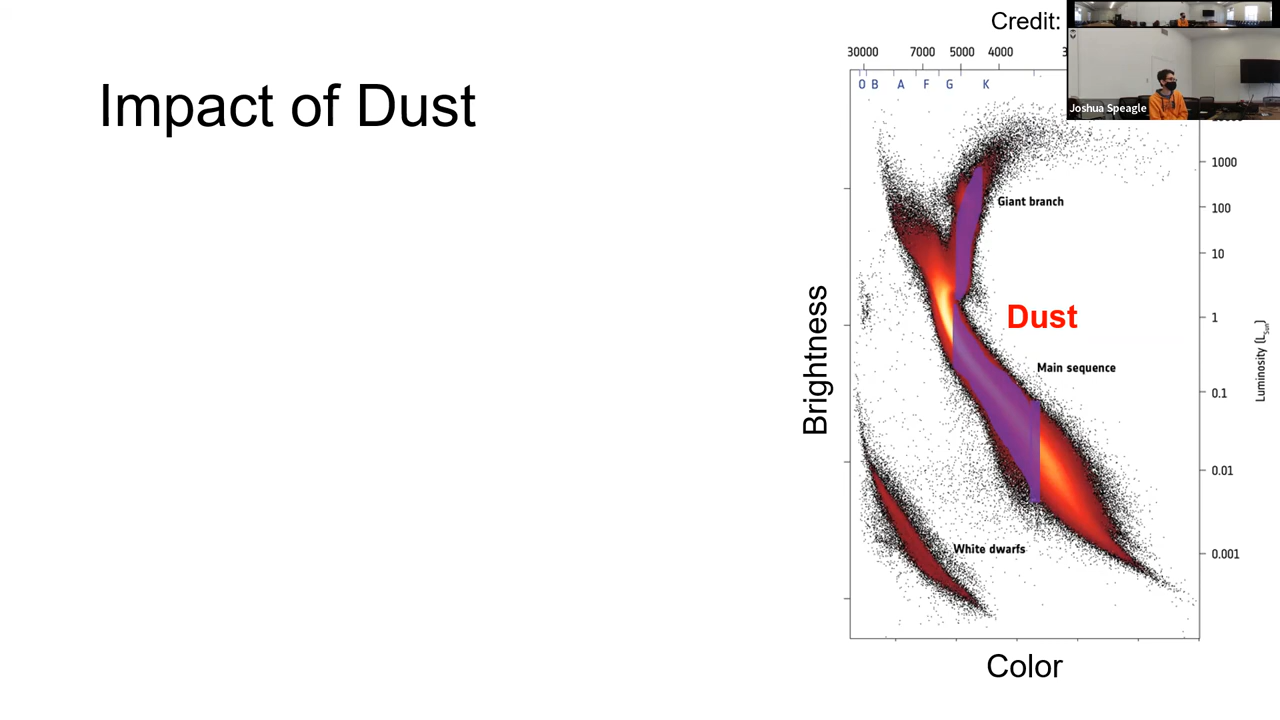 Impact of Dust
Credit:
30000 7000 5000 4000
O B A F G K
Joshua Speagle
1000
Giant branch
100
10
Dust
1
Main sequence
0.1
0.01
White dwarfs
0.001
Brightness
Luminosity (LSun)
Color